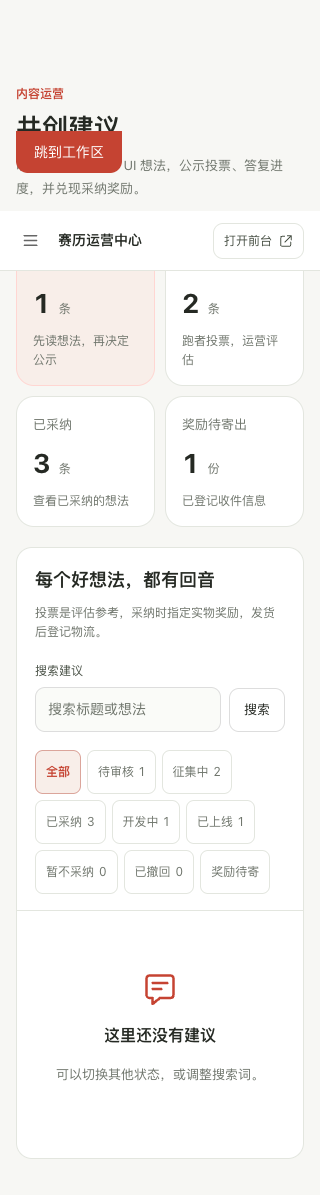 内容运营
共创建议
跳到工作区
UI 想法，公示投票、答复进
度，并兑现采纳奖励。
赛历运营中心
打开前台
1 条
先读想法，再决定
公示
2 条
跑者投票，运营评
估
已采纳
3 条
查看已采纳的想法
奖励待寄出
1 份
已登记收件信息
每个好想法，都有回音
投票是评估参考，采纳时指定实物奖励，发货
后登记物流。
搜索建议
搜索标题或想法
搜索
全部
待审核 1
征集中 2
已采纳 3
开发中 1
已上线 1
暂不采纳 0
已撤回 0
奖励待寄
这里还没有建议
可以切换其他状态，或调整搜索词。